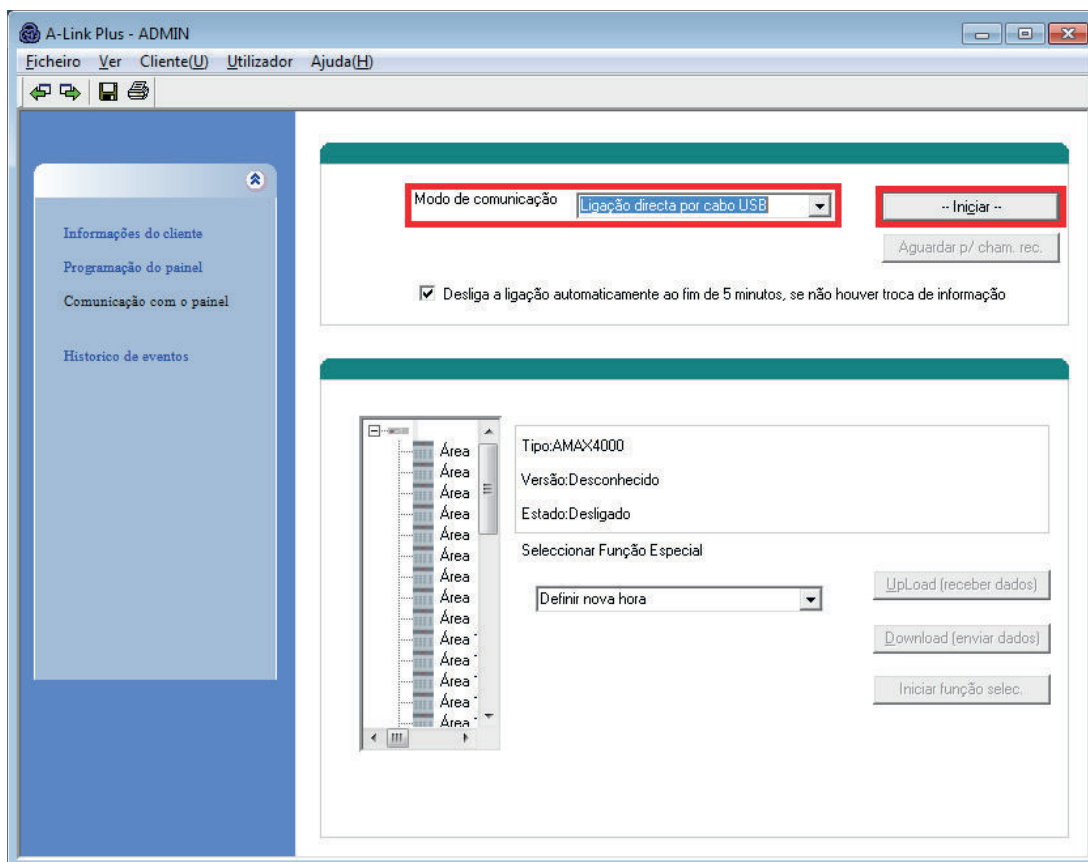 A-Link Plus - ADMIN
Ficheiro Ver Cliente(U) Utilizador Ajuda(H)
Informações do cliente
Programação do painel
Comunicação com o painel
Historico de eventos
Modo de comunicação Ligação directa por cabo USB
-- Iniciar --
Aguardar p/ cham. rec.
Desliga a ligação automaticamente ao fim de 5 minutos, se não houver troca de informação
Área
Área
Área
Área
Área
Área
Área
Área
Área
Área
Área
Área
Área
Área
Tipo:AMAX4000
Versão:Desconhecido
Estado:Desligado
Seleccionar Função Especial
Definir nova hora
UpLoad (receber dados)
Download (enviar dados)
Iniciar função selec.